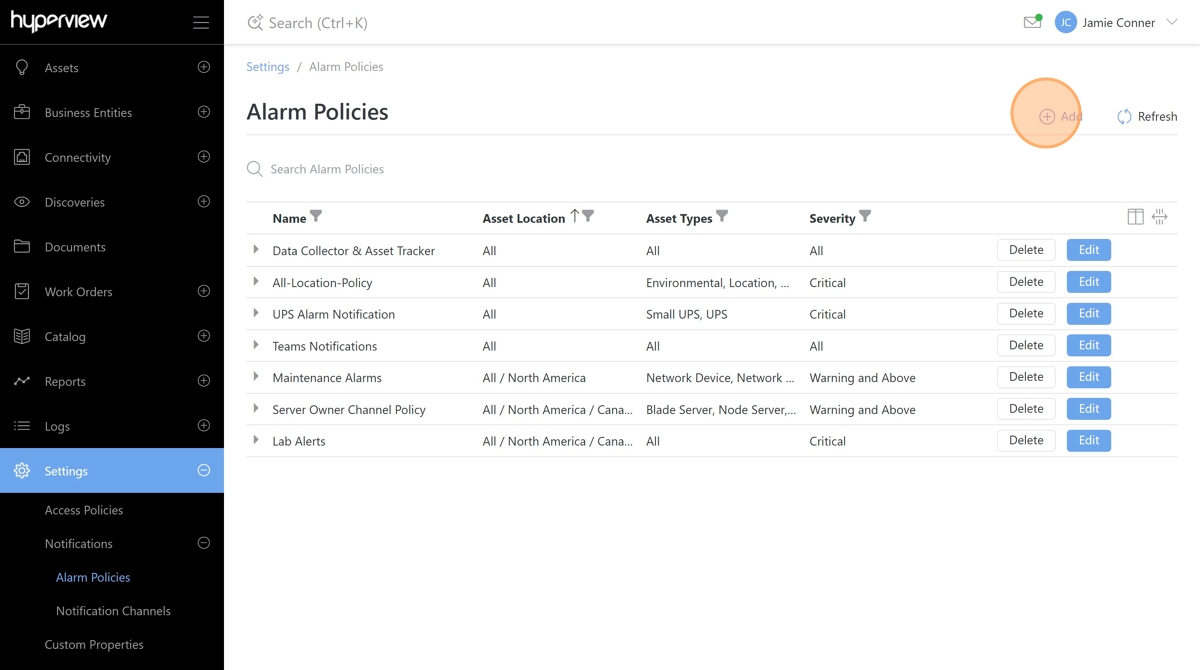 hyperview
Search (Ctrl+K)
JC
Jamie Conner
Assets
Business Entities
Connectivity
Discoveries
Documents
Work Orders
Catalog
Reports
Logs
Settings
Access Policies
Notifications
Alarm Policies
Notification Channels
Custom Properties
Settings / Alarm Policies
Alarm Policies
Add
Refresh
Search Alarm Policies
Name Asset Location Asset Types Severity
Data Collector & Asset Tracker All All All Delete Edit
All-Location-Policy All Environmental, Location, ... Critical Delete Edit
UPS Alarm Notification All Small UPS, UPS Critical Delete Edit
Teams Notifications All All All Delete Edit
Maintenance Alarms All / North America Network Device, Network ... Warning and Above Delete Edit
Server Owner Channel Policy All / North America / Cana... Blade Server, Node Server,... Warning and Above Delete Edit
Lab Alerts All / North America / Cana... All Critical Delete Edit